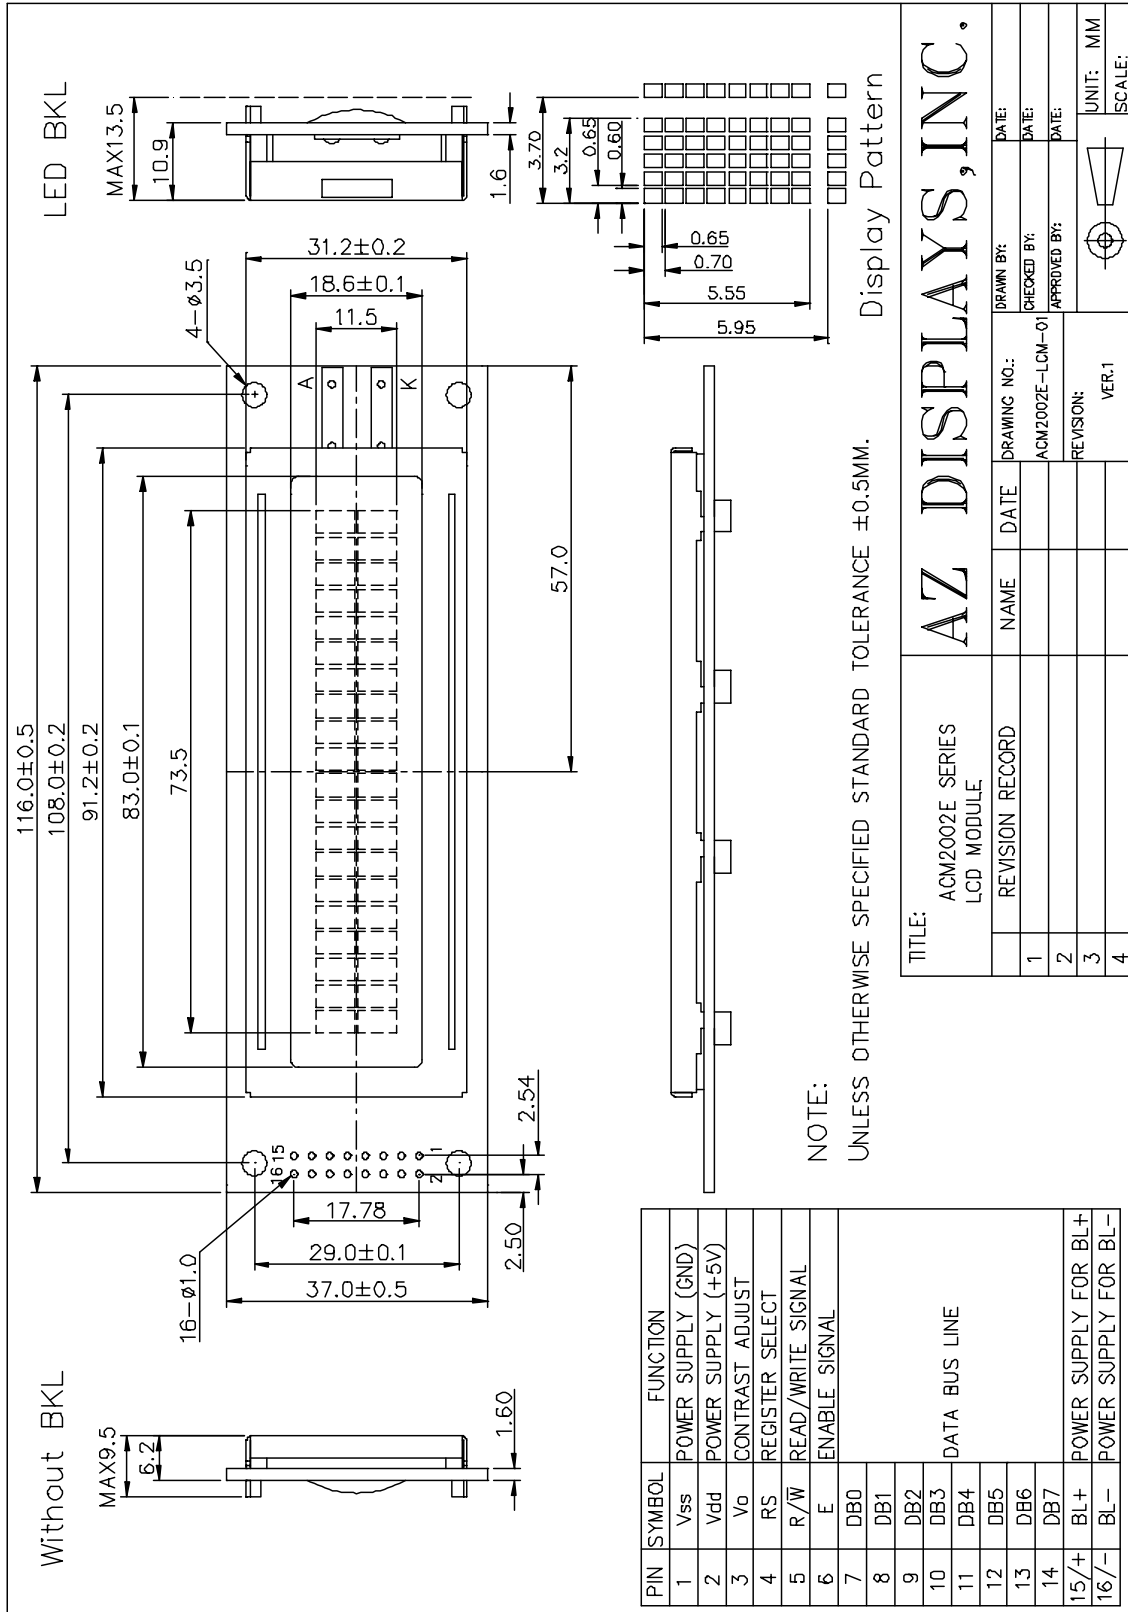 Without BKL
LED BKL
MAX9.5
6.2
1.60
116.0±0.5
108.0±0.2
91.2±0.2
83.0±0.1
73.5
57.0
4-ø3.5
16-ø1.0
17.78
29.0±0.1
37.0±0.5
2.50
2.54
16 15
2 1
A
K
31.2±0.2
18.6±0.1
11.5
MAX13.5
10.9
1.6
3.70
3.2
0.65
0.60
0.65
0.70
5.55
5.95
Display Pattern
NOTE:
UNLESS OTHERWISE SPECIFIED STANDARD TOLERANCE ±0.5MM.
PIN SYMBOL FUNCTION
1 Vss POWER SUPPLY (GND)
2 Vdd POWER SUPPLY (+5V)
3 Vo CONTRAST ADJUST
4 RS REGISTER SELECT
5 R/W̅ READ/WRITE SIGNAL
6 E ENABLE SIGNAL
7 DB0
8 DB1
9 DB2
10 DB3
11 DB4
12 DB5
13 DB6
14 DB7
DATA BUS LINE
15/+ BL+ POWER SUPPLY FOR BL+
16/- BL- POWER SUPPLY FOR BL-
TITLE:
ACM2002E SERIES
LCD MODULE
AZ DISPLAYS,INC.
REVISION RECORD NAME DATE
1
2
3
4
DRAWING NO.:
ACM2002E-LCM-01
REVISION:
VER.1
DRAWN BY: DATE:
CHECKED BY: DATE:
APPROVED BY: DATE:
UNIT: MM
SCALE: